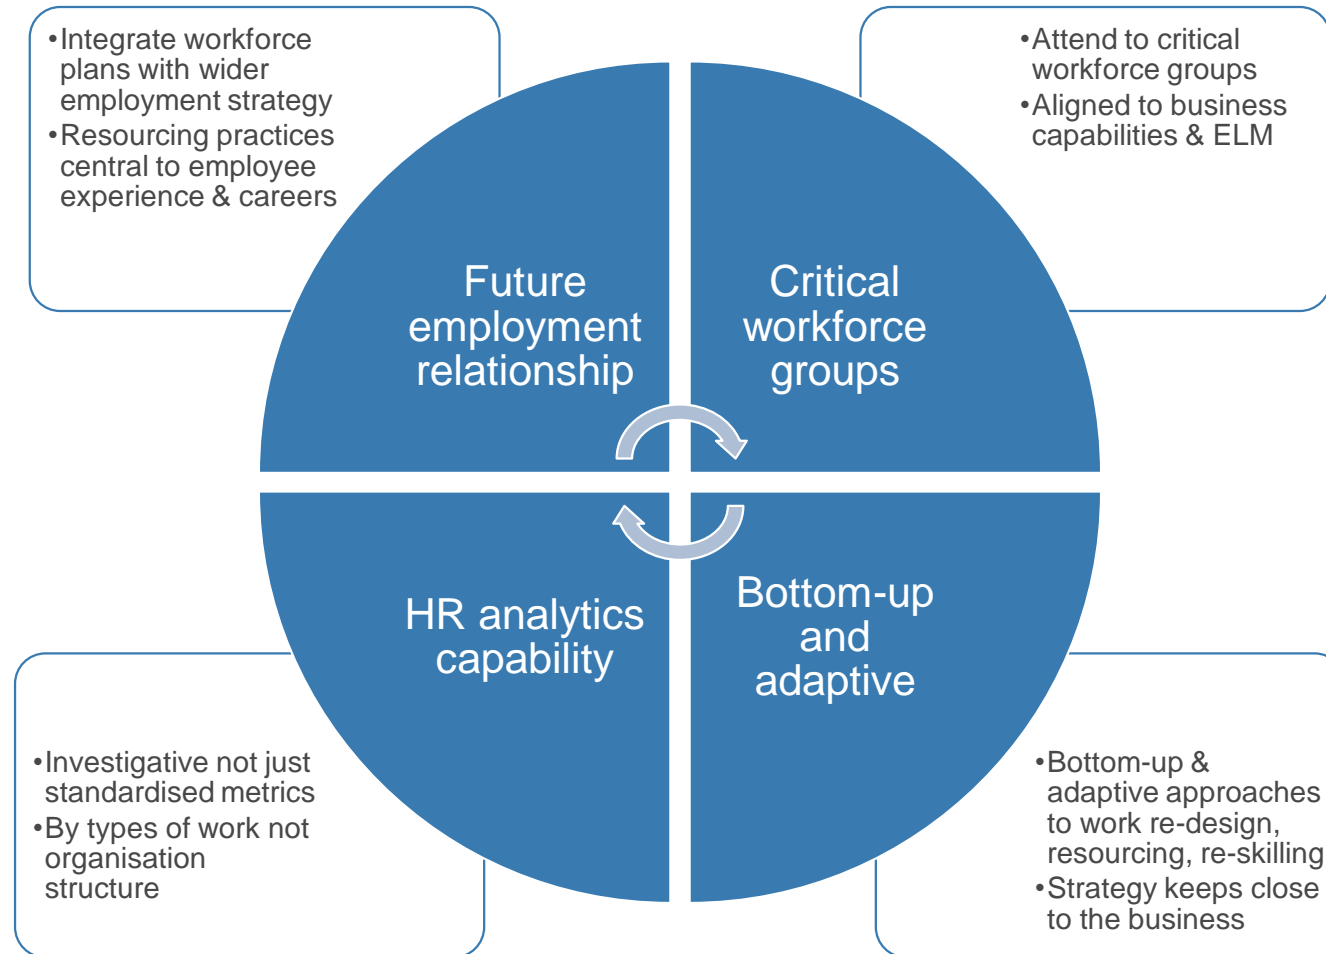 •Integrate workforce
plans with wider
employment strategy
•Resourcing practices
central to employee
experience & careers
•Attend to critical
workforce groups
•Aligned to business
capabilities & ELM
Future
employment
relationship
Critical
workforce
groups
HR analytics
capability
Bottom-up
and
adaptive
•Investigative not just
standardised metrics
•By types of work not
organisation
structure
•Bottom-up &
adaptive approaches
to work re-design,
resourcing, re-skilling
•Strategy keeps close
to the business